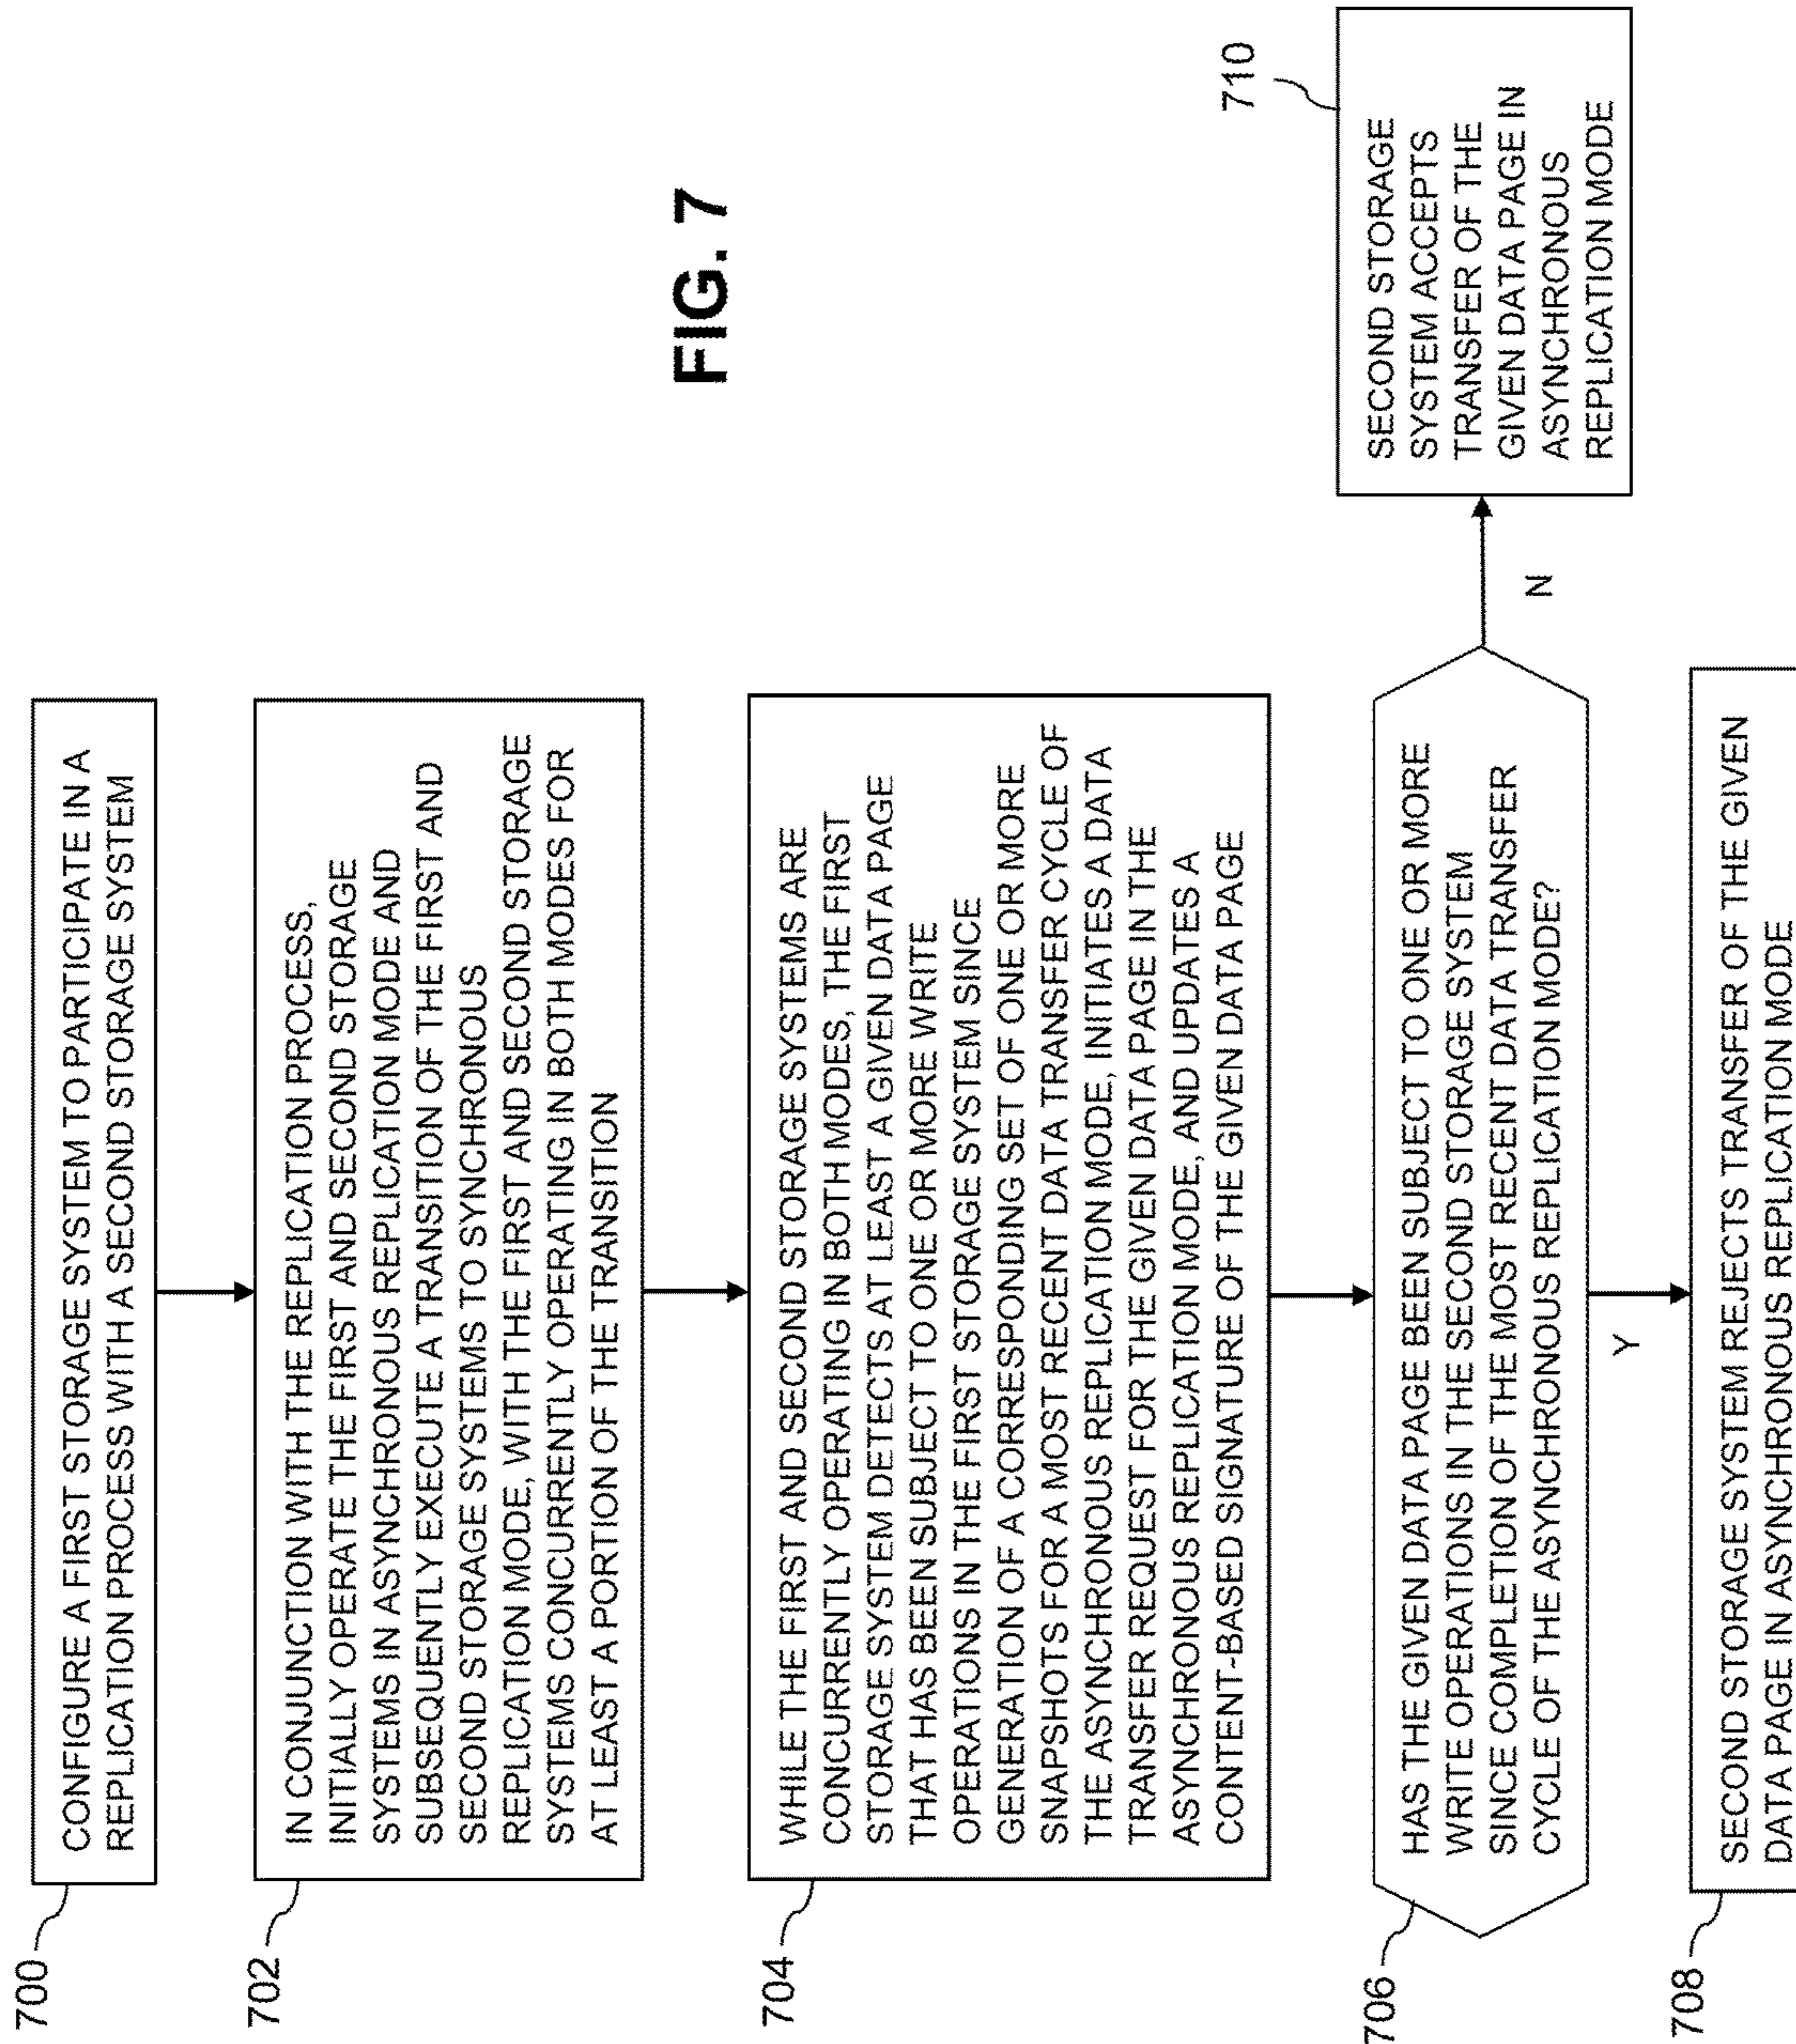 700
CONFIGURE A FIRST STORAGE SYSTEM TO PARTICIPATE IN A
REPLICATION PROCESS WITH A SECOND STORAGE SYSTEM
702
IN CONJUNCTION WITH THE REPLICATION PROCESS,
INITIALLY OPERATE THE FIRST AND SECOND STORAGE
SYSTEMS IN ASYNCHRONOUS REPLICATION MODE AND
SUBSEQUENTLY EXECUTE A TRANSITION OF THE FIRST AND
SECOND STORAGE SYSTEMS TO SYNCHRONOUS
REPLICATION MODE, WITH THE FIRST AND SECOND STORAGE
SYSTEMS CONCURRENTLY OPERATING IN BOTH MODES FOR
AT LEAST A PORTION OF THE TRANSITION
704
WHILE THE FIRST AND SECOND STORAGE SYSTEMS ARE
CONCURRENTLY OPERATING IN BOTH MODES, THE FIRST
STORAGE SYSTEM DETECTS AT LEAST A GIVEN DATA PAGE
THAT HAS BEEN SUBJECT TO ONE OR MORE WRITE
OPERATIONS IN THE FIRST STORAGE SYSTEM SINCE
GENERATION OF A CORRESPONDING SET OF ONE OR MORE
SNAPSHOTS FOR A MOST RECENT DATA TRANSFER CYCLE OF
THE ASYNCHRONOUS REPLICATION MODE, INITIATES A DATA
TRANSFER REQUEST FOR THE GIVEN DATA PAGE IN THE
ASYNCHRONOUS REPLICATION MODE, AND UPDATES A
CONTENT-BASED SIGNATURE OF THE GIVEN DATA PAGE
706
HAS THE GIVEN DATA PAGE BEEN SUBJECT TO ONE OR MORE
WRITE OPERATIONS IN THE SECOND STORAGE SYSTEM
SINCE COMPLETION OF THE MOST RECENT DATA TRANSFER
CYCLE OF THE ASYNCHRONOUS REPLICATION MODE?
N
710
SECOND STORAGE
SYSTEM ACCEPTS
TRANSFER OF THE
GIVEN DATA PAGE IN
ASYNCHRONOUS
REPLICATION MODE
Y
708
SECOND STORAGE SYSTEM REJECTS TRANSFER OF THE GIVEN
DATA PAGE IN ASYNCHRONOUS REPLICATION MODE
FIG. 7